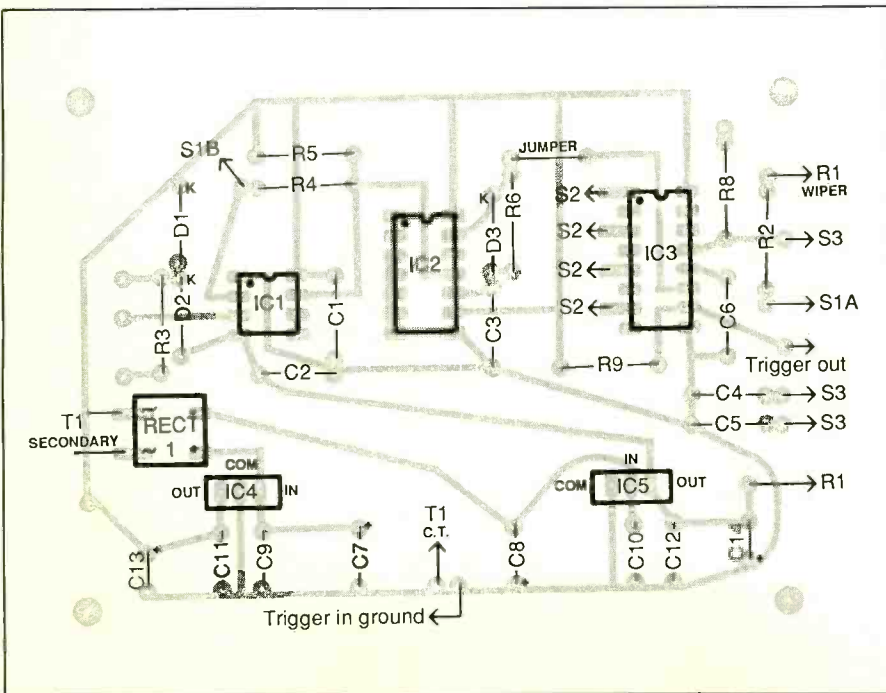 S1B
R5
R4
JUMPER
R6
R8
R1
WIPER
K
D1
K
D3
S2
S2
S2
S2
IC3
R2
S3
K
D2
IC1
C1
IC2
C3
C6
S1A
R3
C2
R9
Trigger out
C4
S3
C5
S3
T1
SECONDARY
~
~
+
RECT
1
COM
OUT
IC4
IN
IN
COM
IC5
OUT
R1
T1
C.T.
C13
+
C11
C9
C7
+
C8
+
C10
C12
C14
+
Trigger in ground